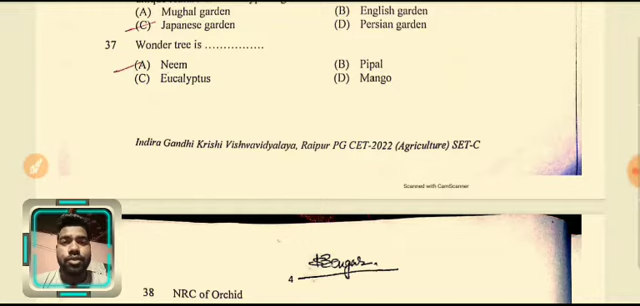 (A) Mughal garden (B) English garden
(C) Japanese garden (D) Persian garden
37 Wonder tree is ...............
(A) Neem (B) Pipal
(C) Eucalyptus (D) Mango
Indira Gandhi Krishi Vishwavidyalaya, Raipur PG CET-2022 (Agriculture) SET-C
Scanned with CamScanner
4
38 NRC of Orchid